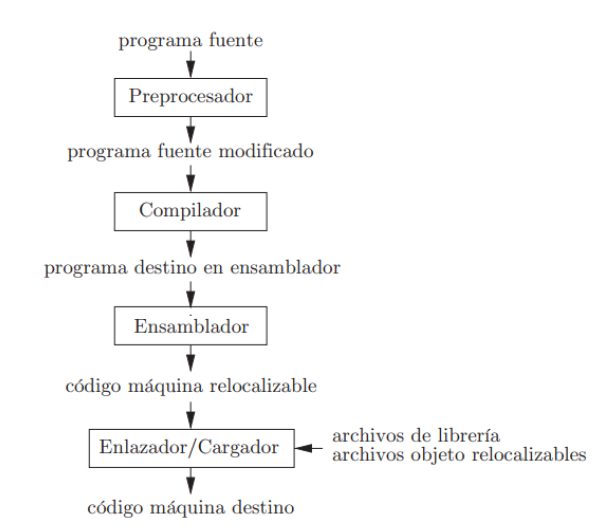 programa fuente
Preprocesador
programa fuente modificado
Compilador
programa destino en ensamblador
Ensamblador
código máquina relocalizable
Enlazador/Cargador
archivos de librería
archivos objeto relocalizables
código máquina destino